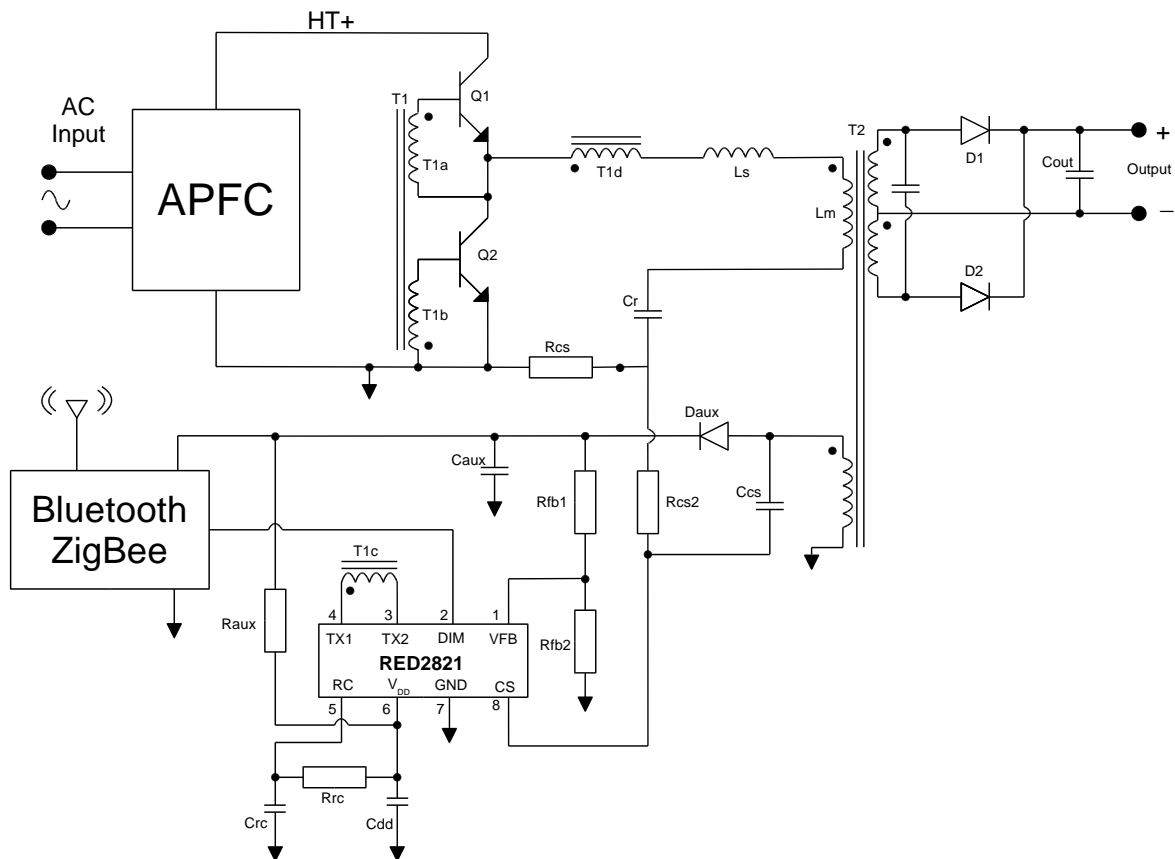 HT+
AC
Input
APFC
T1
Q1
T1a
Q2
T1b
T1d
Ls
Lm
T2
D1
D2
Cout
+
Output
–
Cr
Rcs
Daux
Caux
Rfb1
Rcs2
Ccs
Bluetooth
ZigBee
T1c
Raux
4
3
2
1
TX1
TX2
DIM
VFB
Rfb2
RED2821
RC
VDD
GND
CS
5
6
7
8
Rrc
Crc
Cdd